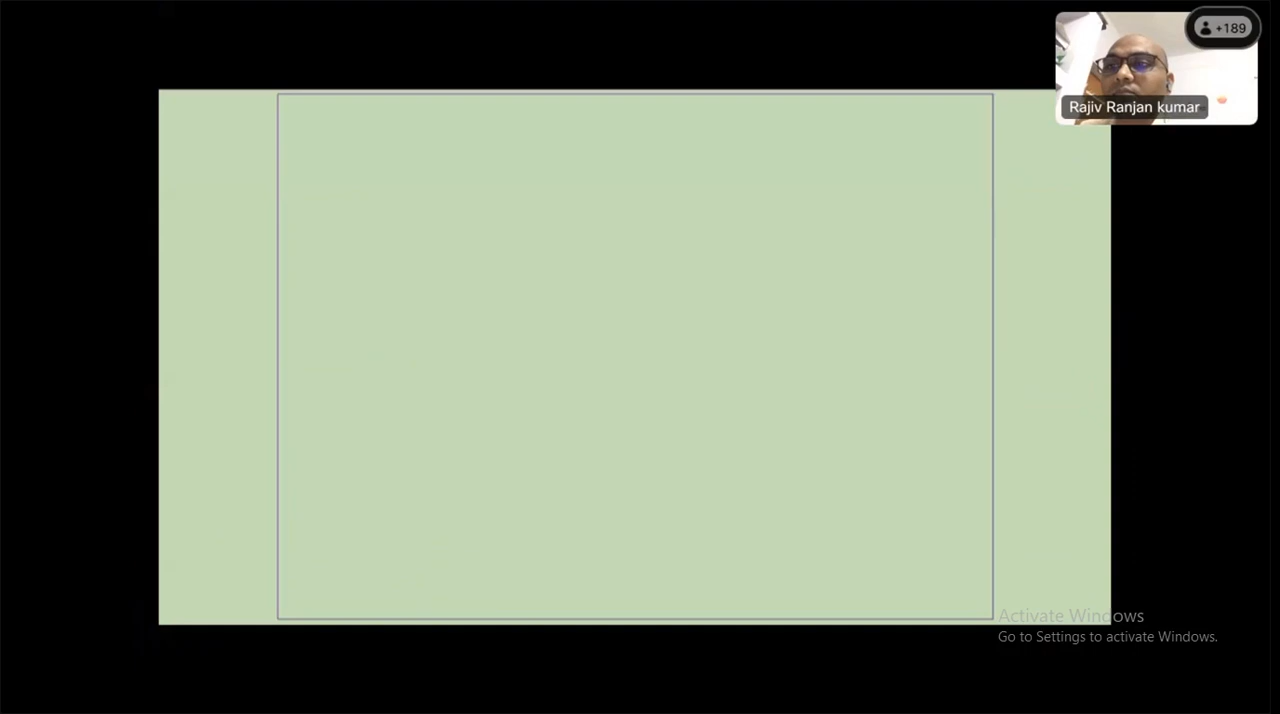 +189
Rajiv Ranjan kumar
Activate Windows
Go to Settings to activate Windows.